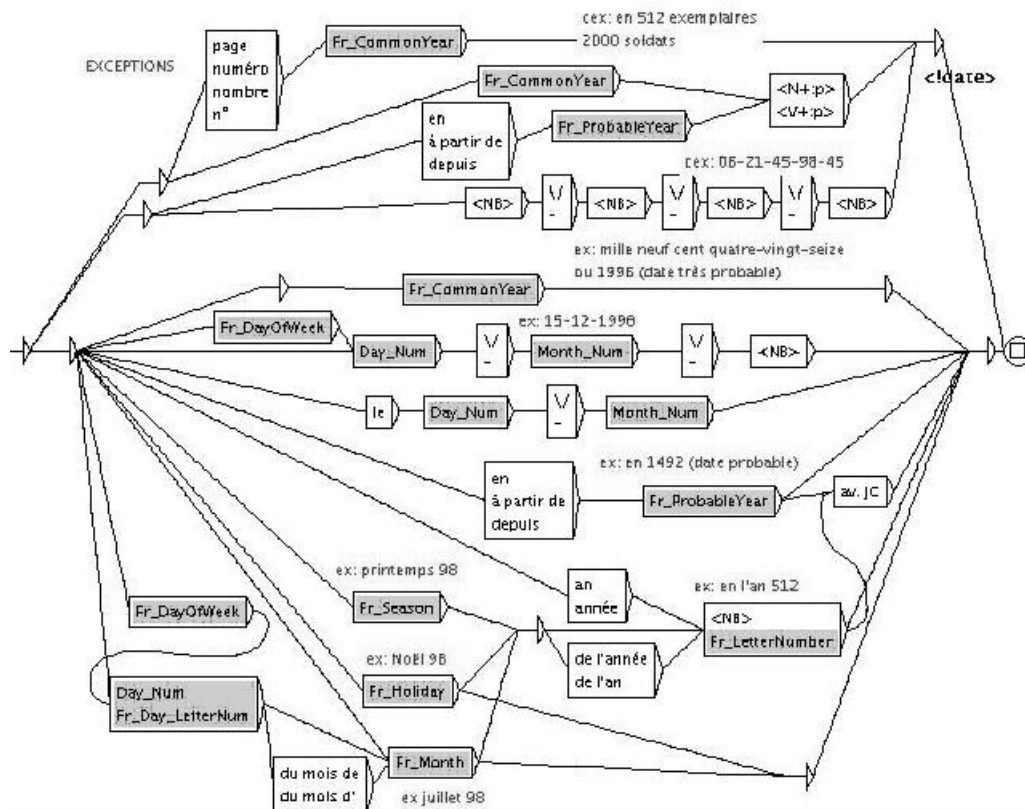 cex: en 512 exemplaires
2000 soldats
EXCEPTIONS
page
numéro
nombre
n°
Fr_CommonYear
<!date>
Fr_CommonYear
<N+:p>
<V+:p>
en
à partir de
depuis
Fr_ProbableYear
cex: 06-21-45-98-45
<NB>
\/
-
<NB>
\/
-
<NB>
\/
-
<NB>
ex: mille neuf cent quatre-vingt-seize
ou 1996 (date très probable)
Fr_CommonYear
Fr_DayOfWeek
ex: 15-12-1996
Day_Num
\/
-
Month_Num
\/
-
<NB>
le
Day_Num
\/
-
Month_Num
ex: en 1492 (date probable)
en
à partir de
depuis
Fr_ProbableYear
av. JC
ex: printemps 98
an
année
ex: en l'an 512
Fr_DayOfWeek
Fr_Season
<NB>
Fr_LetterNumber
ex: Noël 96
de l'année
de l'an
Fr_Holiday
Day_Num
Fr_Day_LetterNum
du mois de
du mois d'
Fr_Month
ex juillet 98